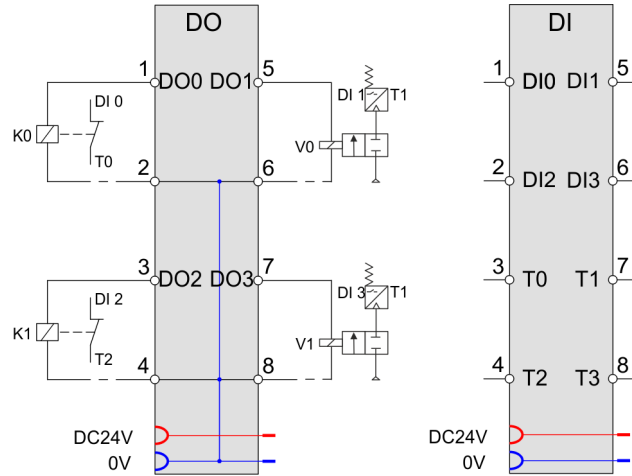 DO DI
1 DO0 DO1 5 1 DI0 DI1 5
DI 0 DI 1 T1
K0 V0
T0
2 6 2 DI2 DI3 6
3 DO2 DO3 7 3 T0 T1 7
DI 2 DI 3 T1
K1 V1
T2
4 8 4 T2 T3 8
DC24V DC24V
0V 0V